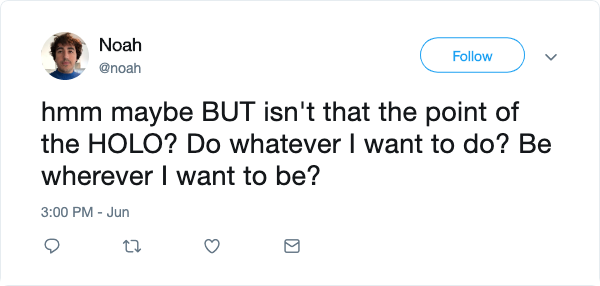 Noah
@noah
Follow
hmm maybe BUT isn't that the point of
the HOLO? Do whatever I want to do? Be
wherever I want to be?
3:00 PM - Jun